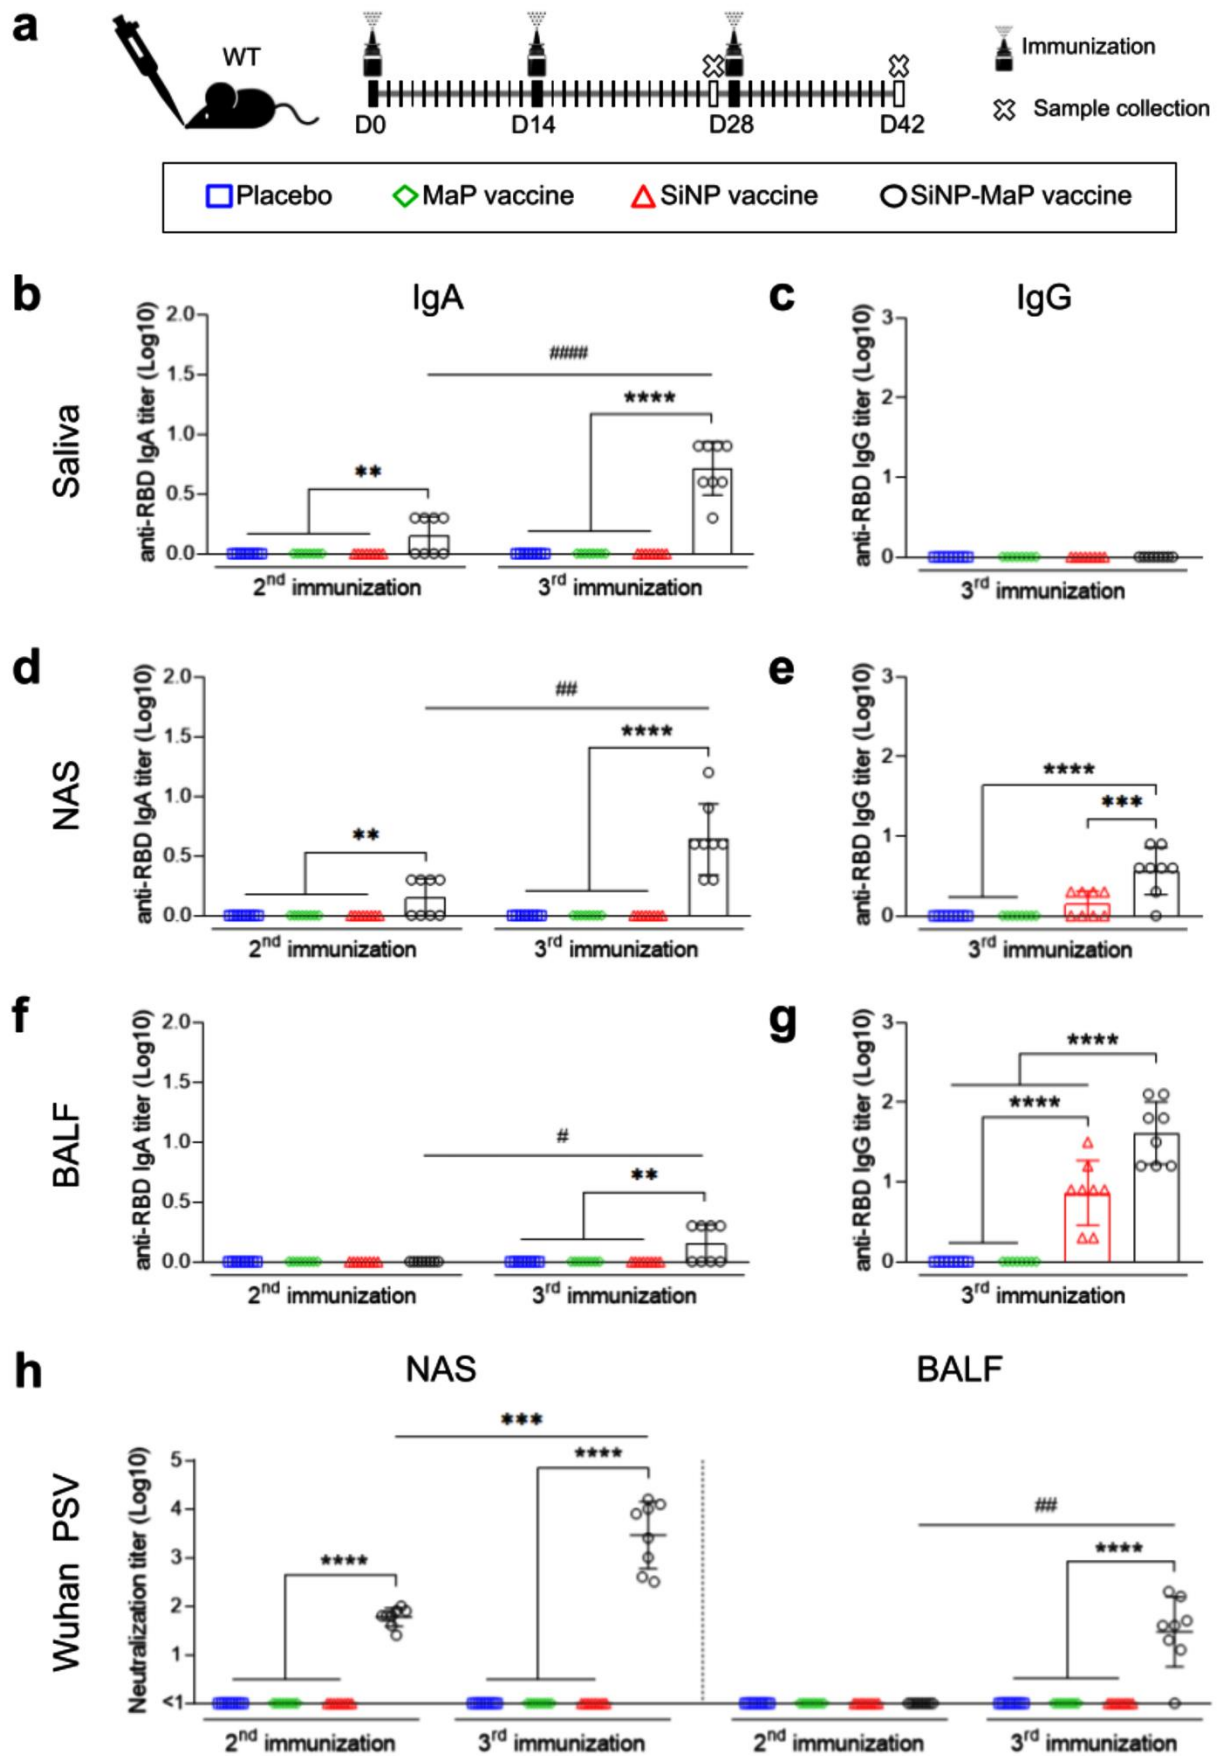 a
WT
Immunization
Sample collection
D0 D14 D28 D42
Placebo MaP vaccine SiNP vaccine SiNP-MaP vaccine
b IgA c IgG
Saliva
anti-RBD IgA titer (Log10)
2.0
1.5
1.0
0.5
0.0
####
****
**
2nd immunization 3rd immunization
anti-RBD IgG titer (Log10)
3
2
1
0
3rd immunization
d e
NAS
anti-RBD IgA titer (Log10)
2.0
1.5
1.0
0.5
0.0
##
****
**
2nd immunization 3rd immunization
anti-RBD IgG titer (Log10)
3
2
1
0
****
***
3rd immunization
f g
BALF
anti-RBD IgA titer (Log10)
2.0
1.5
1.0
0.5
0.0
#
**
2nd immunization 3rd immunization
anti-RBD IgG titer (Log10)
3
2
1
0
****
****
3rd immunization
h NAS BALF
Wuhan PSV
Neutralization titer (Log10)
5
4
3
2
1
<1
***
****
****
##
****
2nd immunization 3rd immunization 2nd immunization 3rd immunization